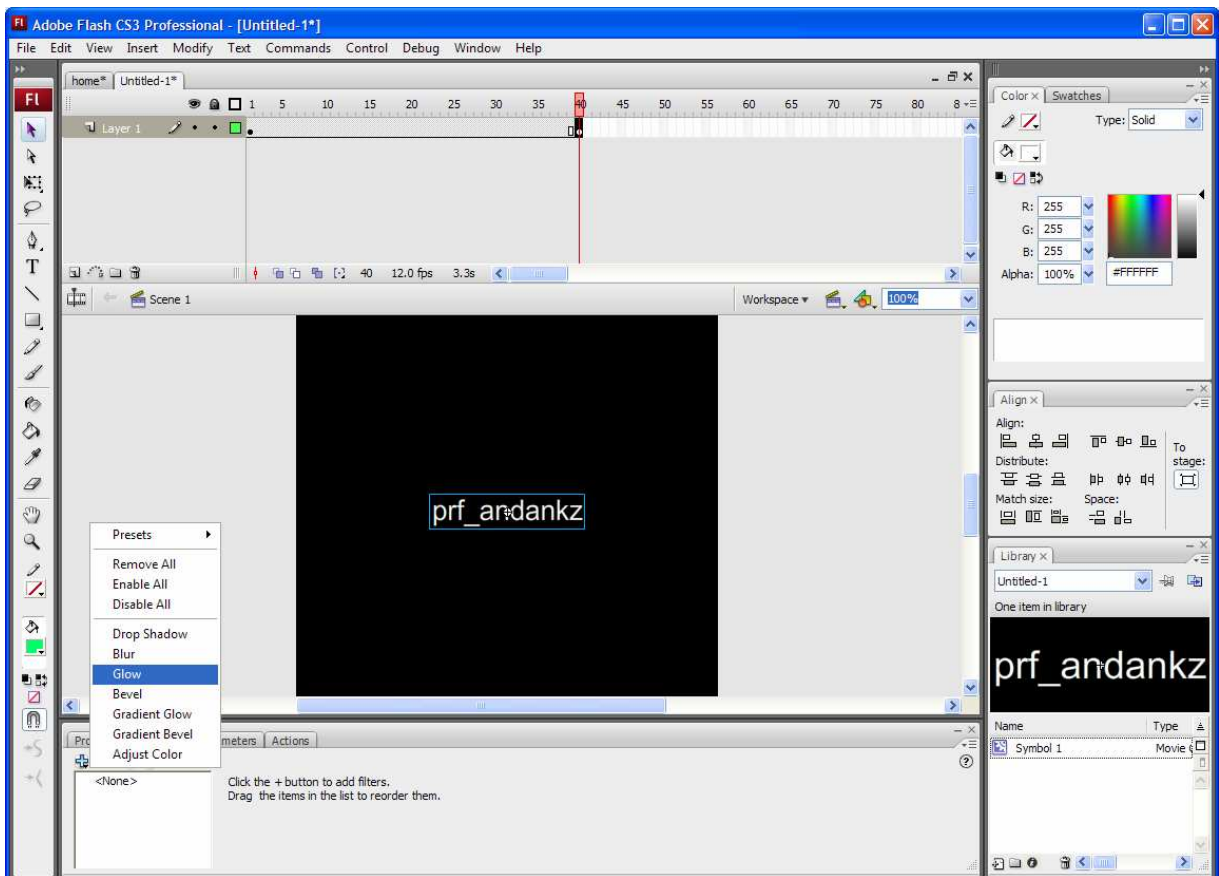 Adobe Flash CS3 Professional - [Untitled-1*]
File Edit View Insert Modify Text Commands Control Debug Window Help
home* Untitled-1*
1 5 10 15 20 25 30 35 40 45 50 55 60 65 70 75 80 8
Layer 1
40 12.0 fps 3.3s
Scene 1
Workspace 100%
prf_andankz
Presets
Remove All
Enable All
Disable All
Drop Shadow
Blur
Glow
Bevel
Gradient Glow
Gradient Bevel
Adjust Color
Actions
<None>
Click the + button to add filters.
Drag the items in the list to reorder them.
Fl
T
Color Swatches
Type: Solid
R: 255
G: 255
B: 255
Alpha: 100% #FFFFFF
Align
Align:
Distribute:
To stage:
Match size: Space:
Library
Untitled-1
One item in library
prf_andankz
Name Type
Symbol 1 Movie